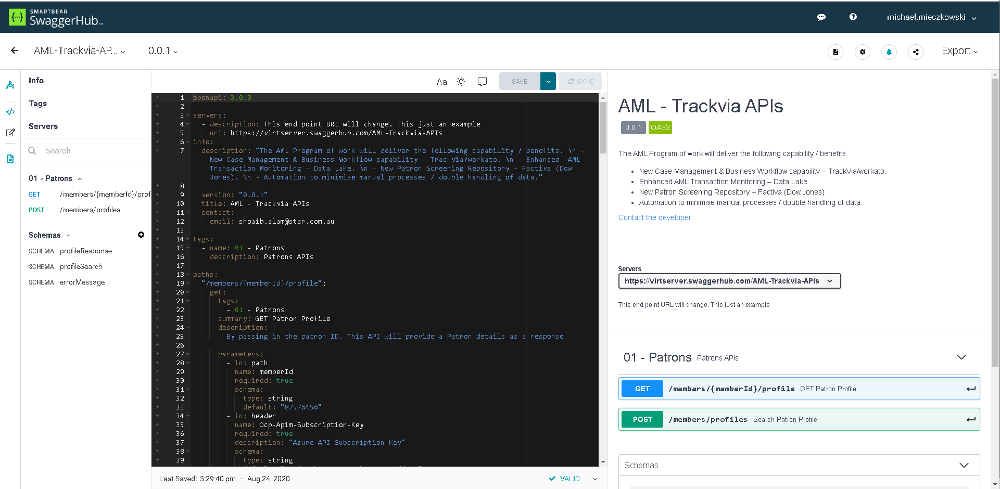 SMARTBEAR
SwaggerHub™
michael.mieczkowski
AML-Trackvia-AP...
0.0.1
Export
Info
Tags
Servers
Search
01 - Patrons
GET /members/{memberId}/prof
POST /members/profiles
Schemas
SCHEMA profileResponse
SCHEMA profileSearch
SCHEMA errorMessage
Aa
SAVE
SYNC
1 openapi: 3.0.0
2
3 servers:
4 - description: This end point URL will change. This just an example
5 url: https://virtserver.swaggerhub.com/AML-Trackvia-APIs
6 info:
7 description: "The AML Program of work will deliver the following capability / benefits. \n -
New Case Management & Business Workflow capability – TrackVia/workato. \n - Enhanced AML
Transaction Monitoring – Data Lake. \n - New Patron Screening Repository – Factiva (Dow
Jones). \n - Automation to minimise manual processes / double handling of data."
8
9 version: "0.0.1"
10 title: AML - Trackvia APIs
11 contact:
12 email: shoaib.alam@star.com.au
13
14 tags:
15 - name: 01 - Patrons
16 description: Patrons APIs
17
18 paths:
19 "/members/{memberId}/profile":
20 get:
21 tags:
22 - 01 - Patrons
23 summary: GET Patron Profile
24 description: |
25 By passing in the patron ID. This API will provide a Patron details as a response
26
27 parameters:
28 - in: path
29 name: memberId
30 required: true
31 schema:
32 type: string
33 default: "87576456"
34 - in: header
35 name: Ocp-Apim-Subscription-Key
36 required: true
37 description: "Azure API Subscription Key"
38 schema:
39 type: string
Last Saved: 3:29:40 pm - Aug 24, 2020
VALID
AML - Trackvia APIs
0.0.1 OAS3
The AML Program of work will deliver the following capability / benefits.
• New Case Management & Business Workflow capability – TrackVia/workato.
• Enhanced AML Transaction Monitoring – Data Lake.
• New Patron Screening Repository – Factiva (Dow Jones).
• Automation to minimise manual processes / double handling of data.
Contact the developer
Servers
https://virtserver.swaggerhub.com/AML-Trackvia-APIs
This end point URL will change. This just an example
01 - Patrons Patrons APIs
GET /members/{memberId}/profile GET Patron Profile
POST /members/profiles Search Patron Profile
Schemas